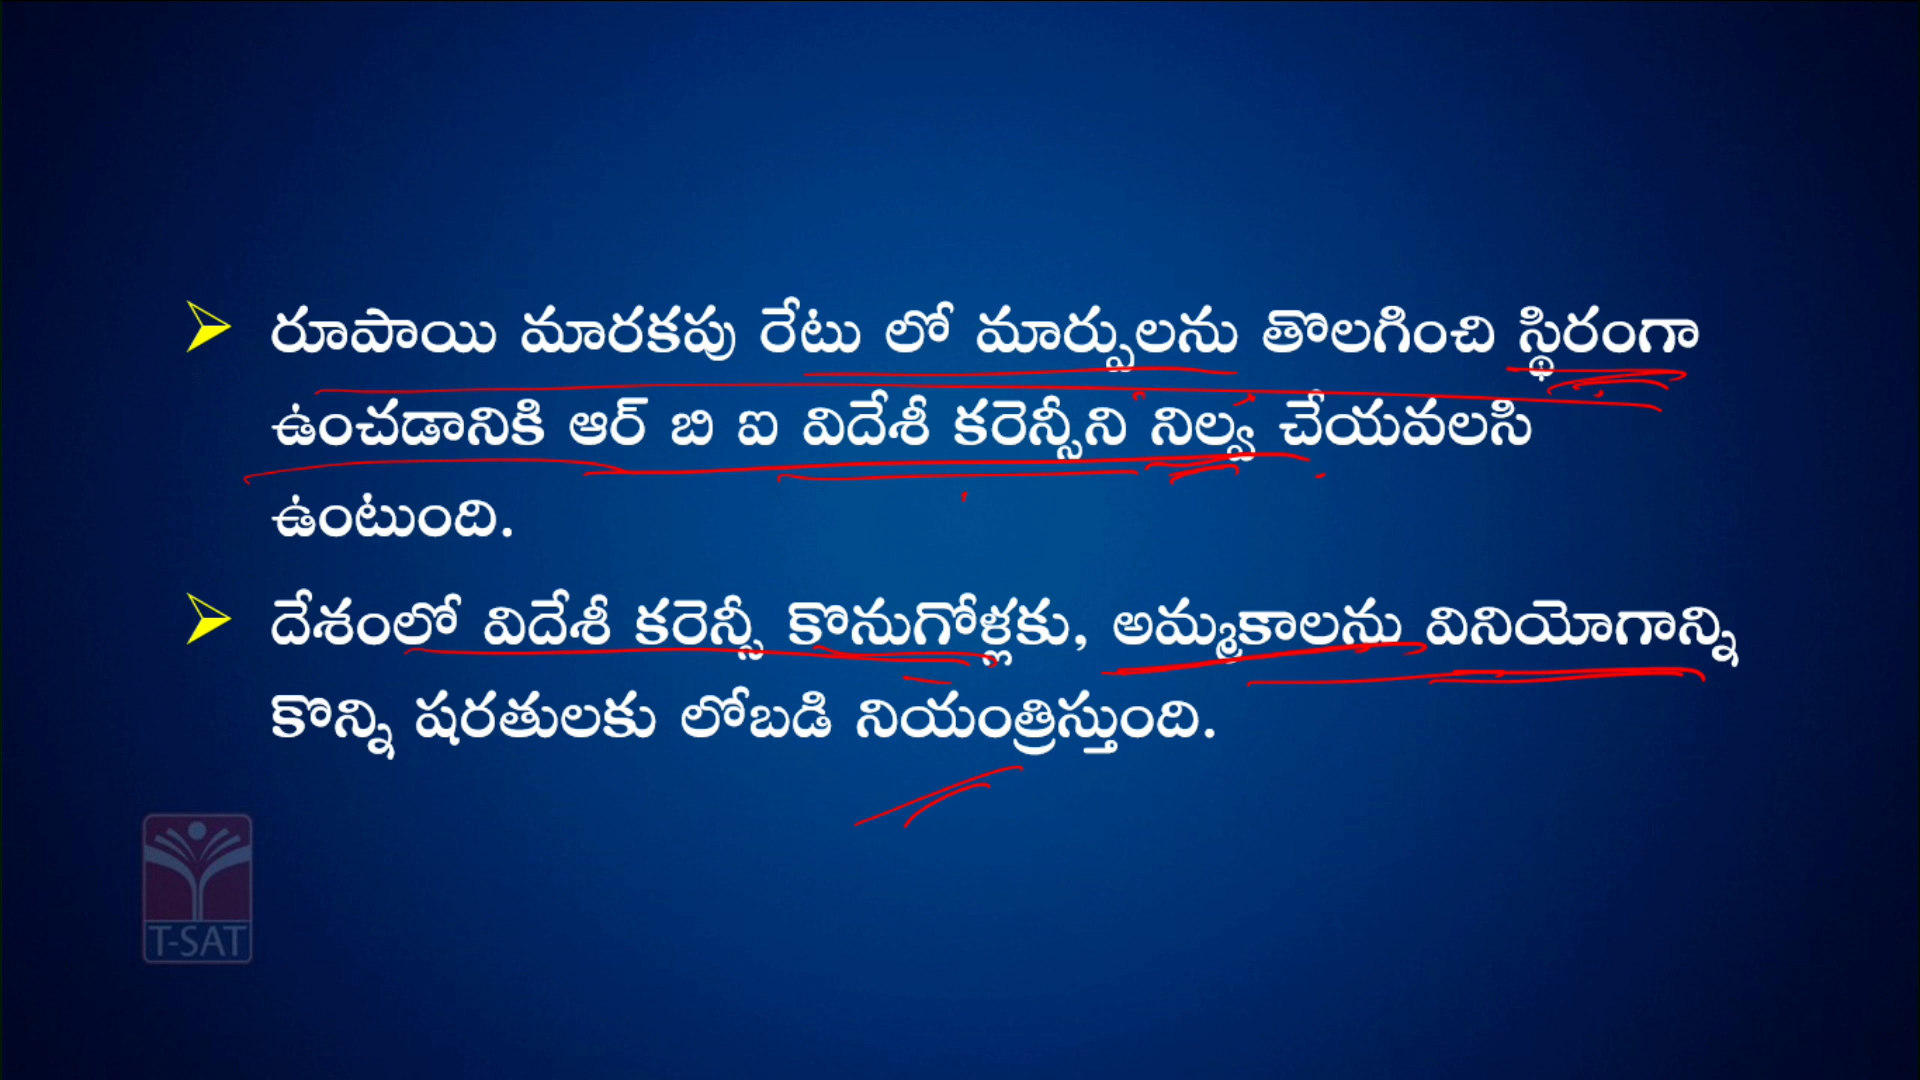 రూపాయి మారకపు రేటు లో మార్పులను తొలగించి స్థిరంగా
ఉంచడానికి ఆర్ బి ఐ విదేశీ కరెన్సీని నిల్వ చేయవలసి
ఉంటుంది.
దేశంలో విదేశీ కరెన్సీ కొనుగోళ్లకు, అమ్మకాలను వినియోగాన్ని
కొన్ని షరతులకు లోబడి నియంత్రిస్తుంది.
T-SAT